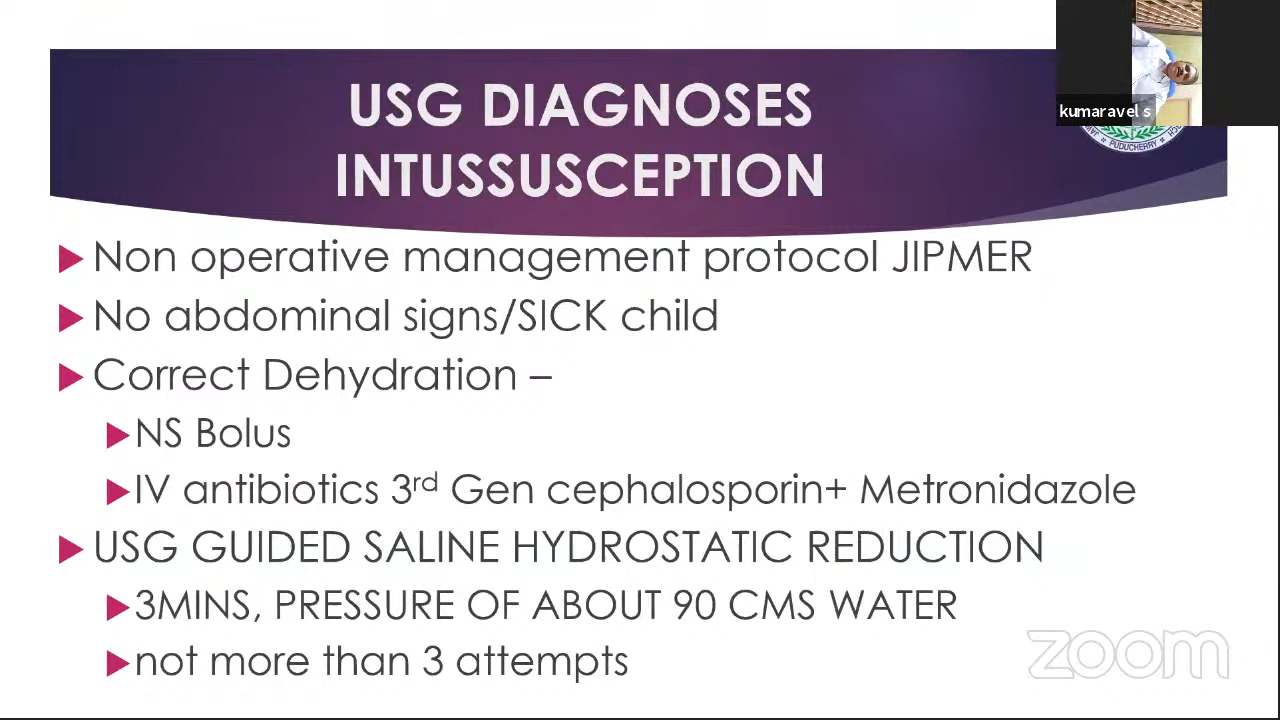 USG DIAGNOSES
INTUSSUSCEPTION
kumaravel s
PUDUCHERRY
Non operative management protocol JIPMER
No abdominal signs/SICK child
Correct Dehydration –
NS Bolus
IV antibiotics 3rd Gen cephalosporin+ Metronidazole
USG GUIDED SALINE HYDROSTATIC REDUCTION
3MINS, PRESSURE OF ABOUT 90 CMS WATER
not more than 3 attempts
zoom